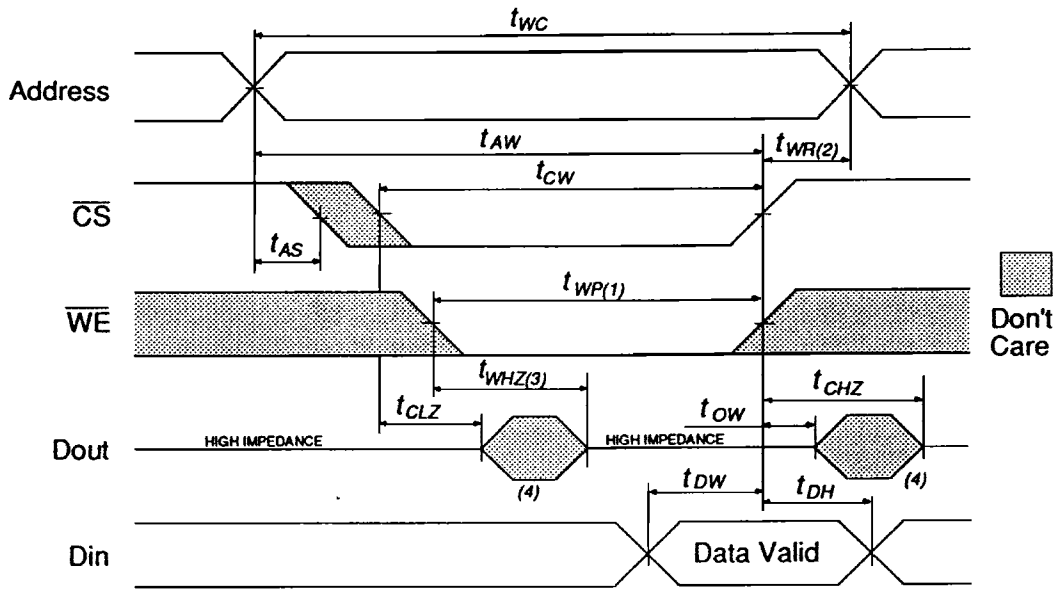 tWC
Address
tAW
tWR(2)
tCW
CS
tAS
tWP(1)
WE
Don't
Care
tWHZ(3)
tCHZ
tCLZ
tOW
HIGH IMPEDANCE
HIGH IMPEDANCE
Dout
(4)
(4)
tDW
tDH
Din
Data Valid